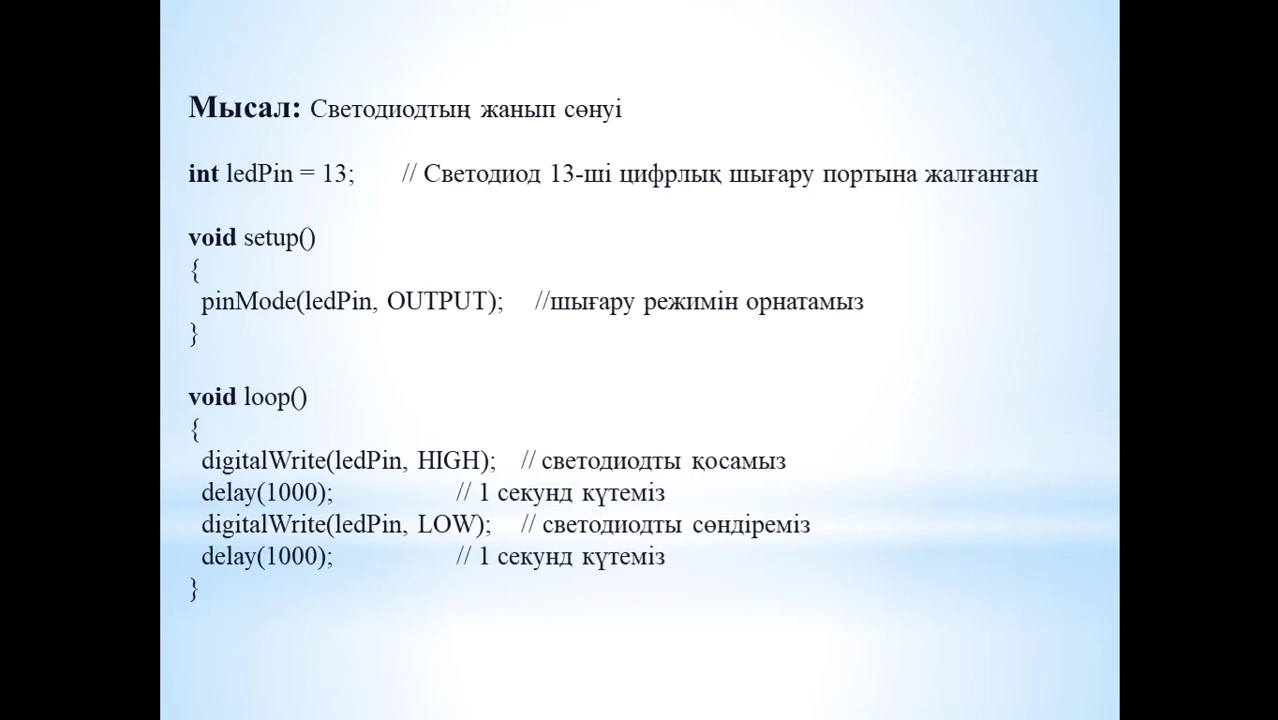 Мысал: Светодиодтың жанып сөнуі
int ledPin = 13; // Светодиод 13-ші цифрлық шығару портына жалғанған
void setup()
{
pinMode(ledPin, OUTPUT); //шығару режимін орнатамыз
}
void loop()
{
digitalWrite(ledPin, HIGH); // светодиодты қосамыз
delay(1000); // 1 секунд күтеміз
digitalWrite(ledPin, LOW); // светодиодты сөндіреміз
delay(1000); // 1 секунд күтеміз
}